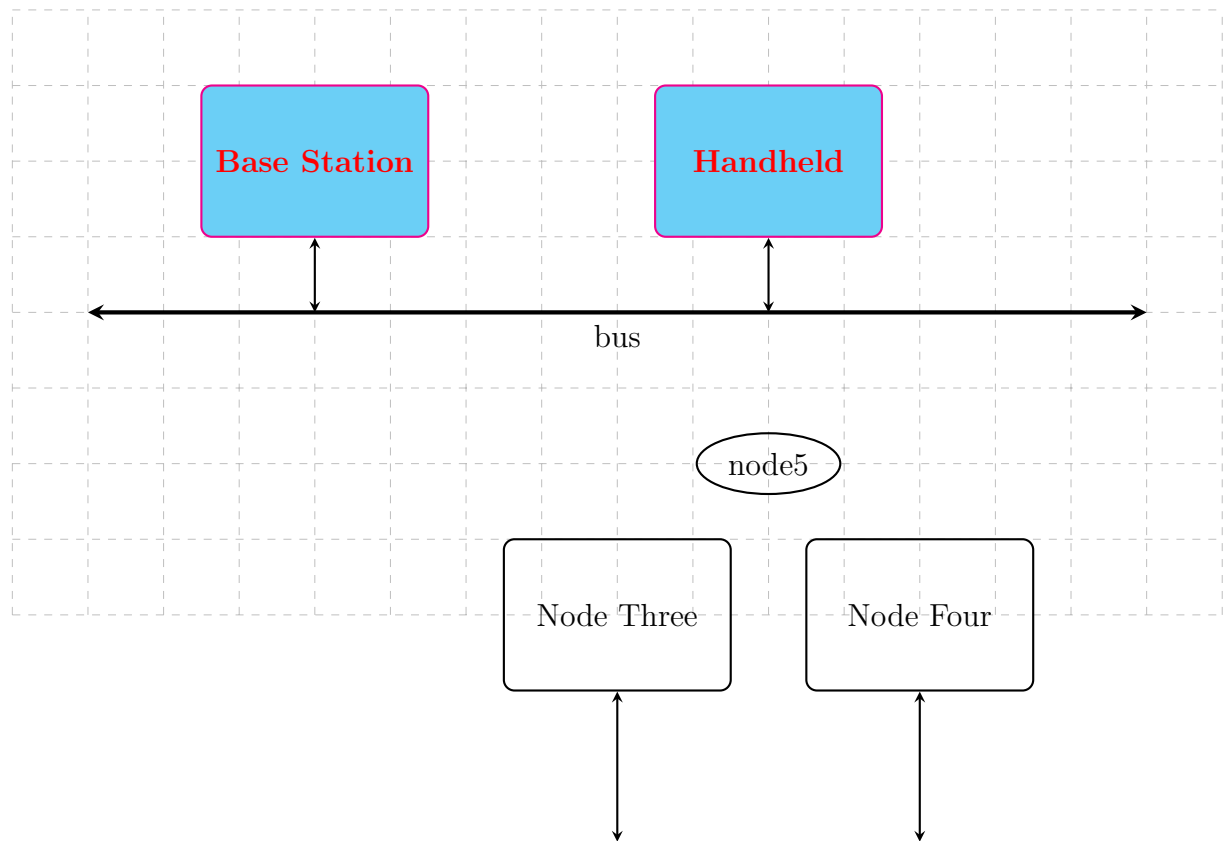 Base Station
Handheld
bus
node5
Node Three
Node Four